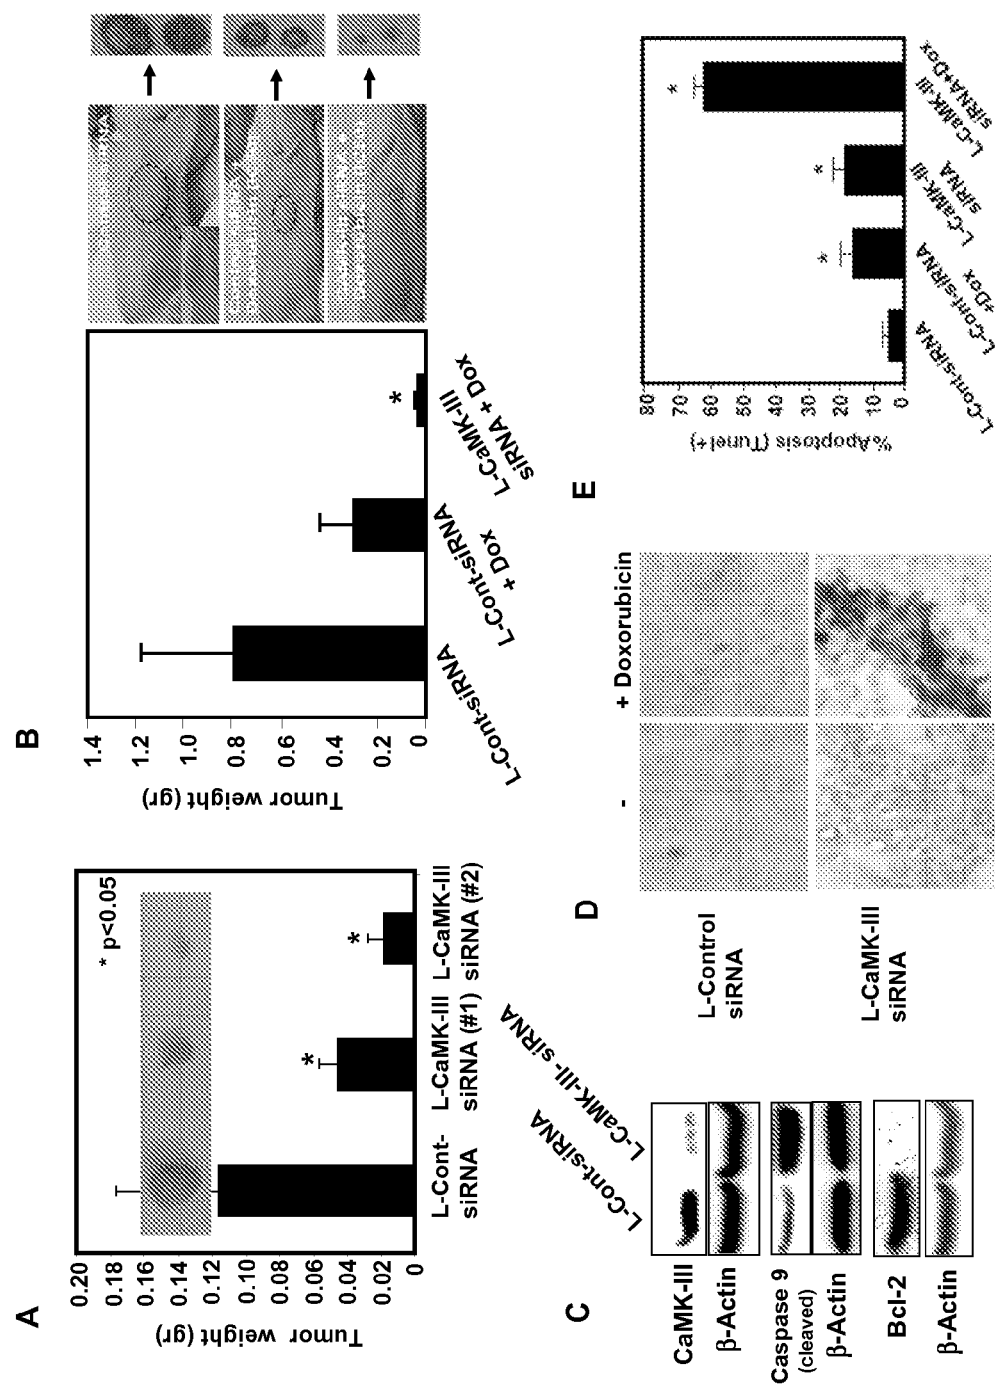 A
Tumor weight (gr)
0.20
0.18
0.16
0.14
0.12
0.10
0.08
0.06
0.04
0.02
0
* p<0.05
*
*
L-Cont-
siRNA
L-CaMK-III
siRNA (#1)
L-CaMK-III
siRNA (#2)
B
Tumor weight (gr)
1.4
1.2
1.0
0.8
0.6
0.4
0.2
0
*
L-Cont-siRNA
L-Cont-siRNA
+ Dox
L-CaMK-III
siRNA + Dox
C
L-Cont-siRNA
L-CaMK-III- siRNA
CaMK-III
β-Actin
Caspase 9
(cleaved)
β-Actin
Bcl-2
β-Actin
D
-
+ Doxorubicin
L-Control
siRNA
L-CaMK-III
siRNA
E
%Apoptosis (Tunel+)
80
70
60
50
40
30
20
10
0
*
*
*
L-Cont-siRNA
L-Cont-siRNA
+Dox
L-CaMK-III
siRNA
L-CaMK-III
siRNA+Dox